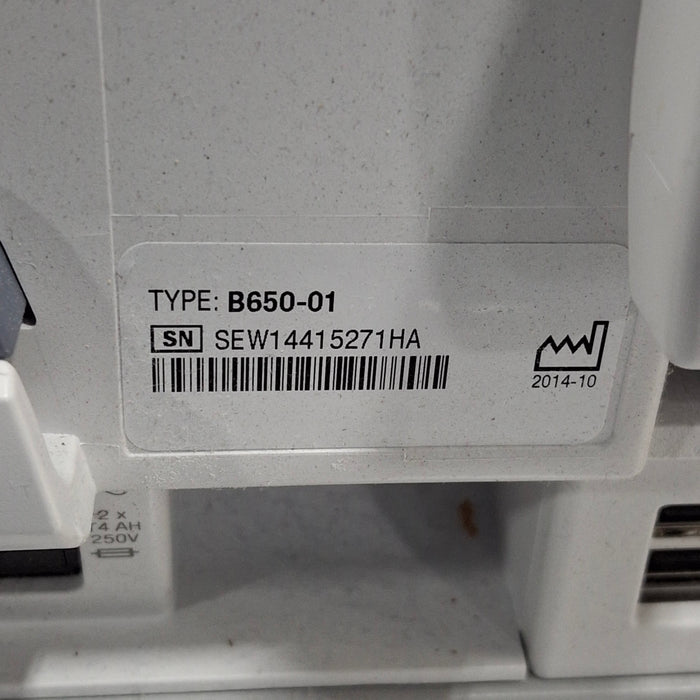 TYPE: B650-01
SN SEW14415271HA
2014-10
2 x
T4 AH
250V